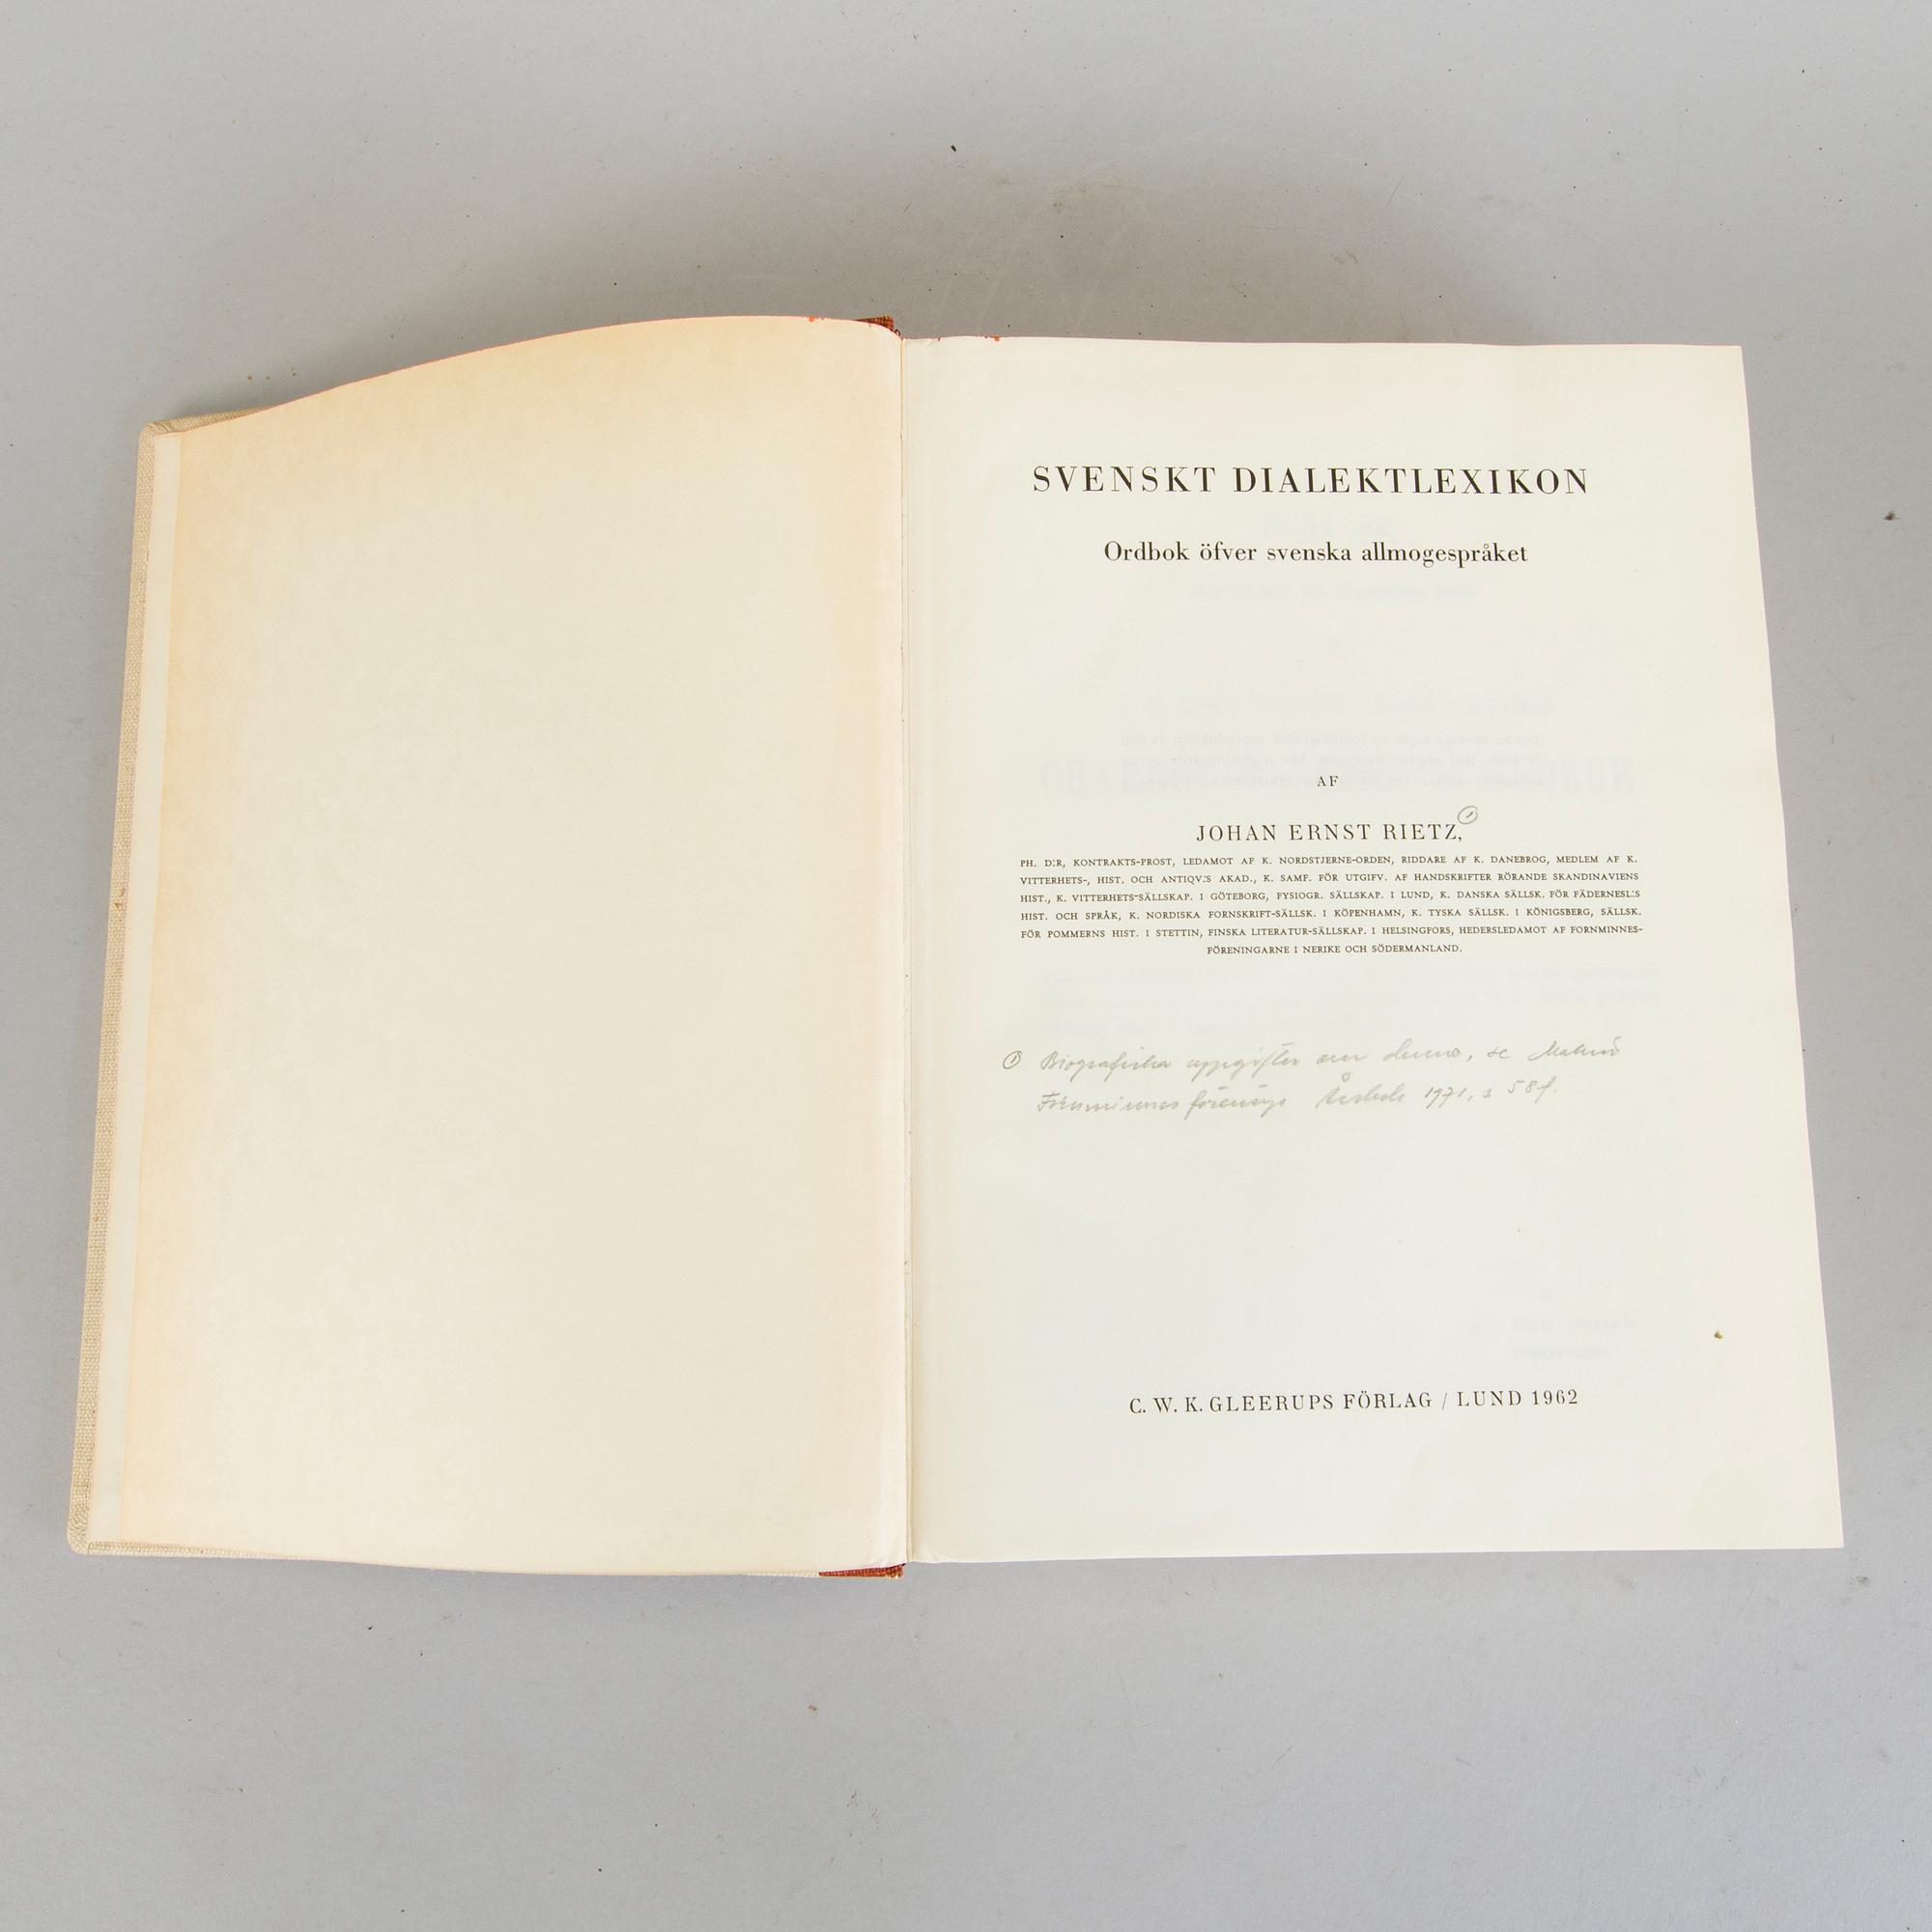 SVENSKT DIALEKTLEXIKON
Ordbok öfver svenska allmogespråket
AF
JOHAN ERNST RIETZ, ①
PH. D:R, KONTRAKTS-PROST, LEDAMOT AF K. NORDSTJERNE-ORDEN, RIDDARE AF K. DANEBROG, MEDLEM AF K.
VITTERHETS-, HIST. OCH ANTIQV:S AKAD., K. SAMF. FÖR UTGIFV. AF HANDSKRIFTER RÖRANDE SKANDINAVIENS
HIST., K. VITTERHETS-SÄLLSKAP. I GÖTEBORG, FYSIOGR. SÄLLSKAP. I LUND, K. DANSKA SÄLLSK. FÖR FÄDERNESL:S
HIST. OCH SPRÅK, K. NORDISKA FORNSKRIFT-SÄLLSK. I KÖPENHAMN, K. TYSKA SÄLLSK. I KÖNIGSBERG, SÄLLSK.
FÖR POMMERNS HIST. I STETTIN, FINSKA LITERATUR-SÄLLSKAP. I HELSINGFORS, HEDERSLEDAMOT AF FORNMINNES-
FÖRENINGARNE I NERIKE OCH SÖDERMANLAND.
① Biografiska uppgifter om denne, se Malmö
Fornminnesförenings Årsbok 1971, s 58f.
C. W. K. GLEERUPS FÖRLAG / LUND 1962